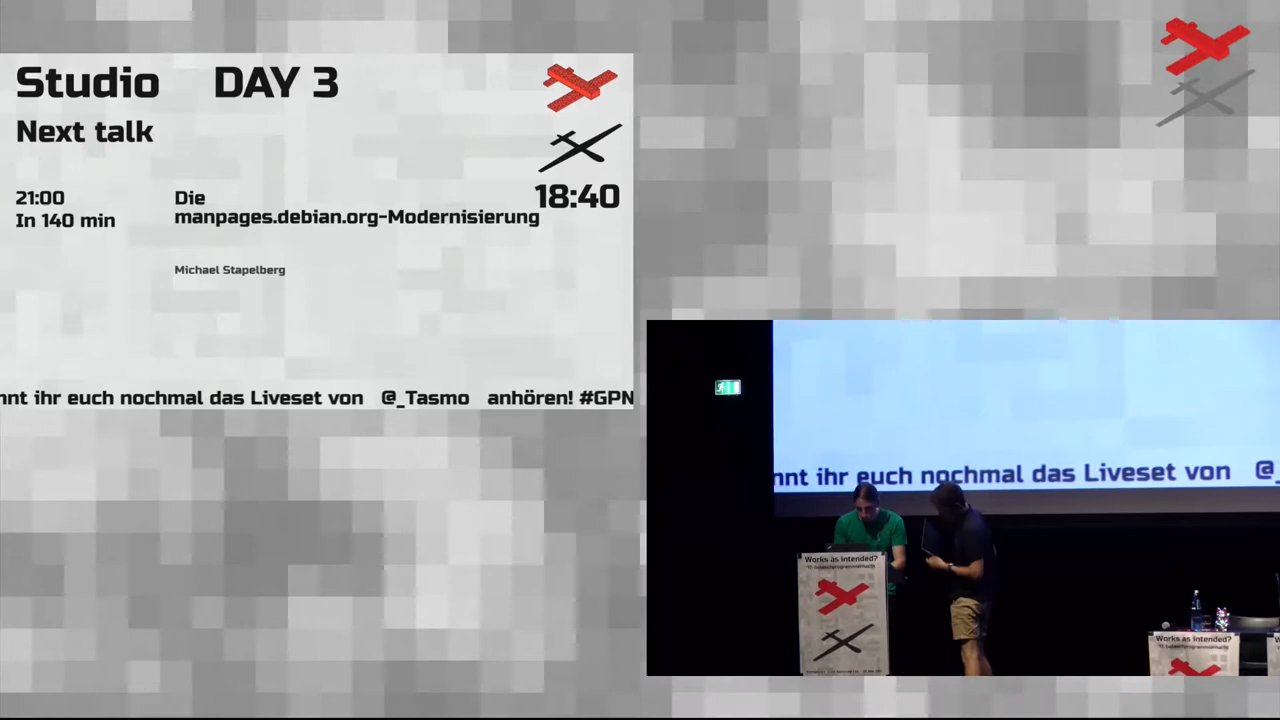 Studio DAY 3
Next talk
18:40
21:00 Die
In 140 min manpages.debian.org-Modernisierung
Michael Stapelberg
nnt ihr euch nochmal das Liveset von @_Tasmo anhören! #GPN
nnt ihr euch nochmal das Liveset von @_
Works as intended?
Works as intended?